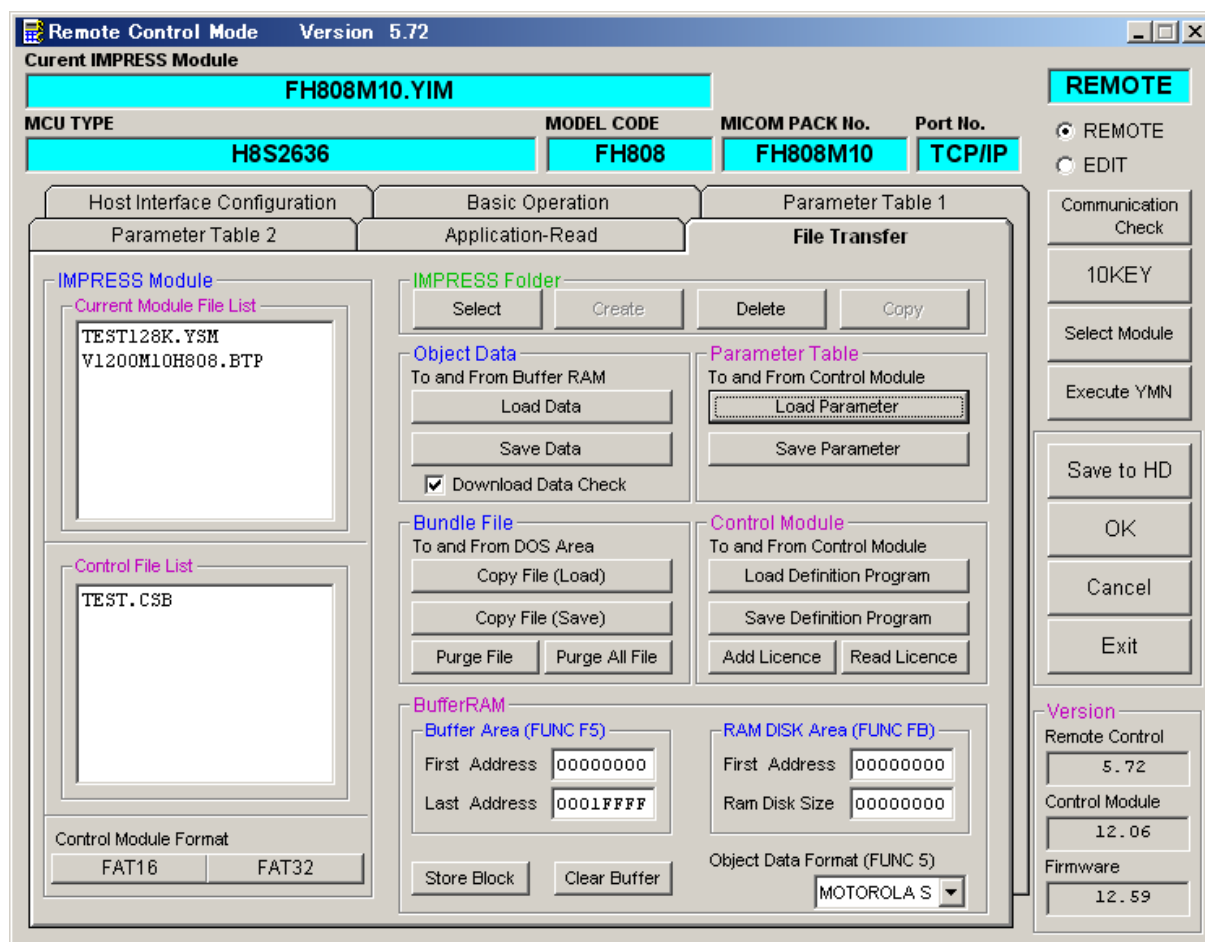 Remote Control Mode Version 5.72
Curent IMPRESS Module
FH808M10.YIM
REMOTE
MCU TYPE MODEL CODE MICOM PACK No. Port No.
H8S2636 FH808 FH808M10 TCP/IP
REMOTE
EDIT
Host Interface Configuration Basic Operation Parameter Table 1
Parameter Table 2 Application-Read File Transfer
Communication
Check
10KEY
Select Module
Execute YMN
Save to HD
OK
Cancel
Exit
IMPRESS Module
Current Module File List
TEST128K.YSM
V1200M10H808.BTP
Control File List
TEST.CSB
Control Module Format
FAT16 FAT32
IMPRESS Folder
Select Create Delete Copy
Object Data
To and From Buffer RAM
Load Data
Save Data
Download Data Check
Parameter Table
To and From Control Module
Load Parameter
Save Parameter
Bundle File
To and From DOS Area
Copy File (Load)
Copy File (Save)
Purge File Purge All File
Control Module
To and From Control Module
Load Definition Program
Save Definition Program
Add Licence Read Licence
BufferRAM
Buffer Area (FUNC F5)
First Address 00000000
Last Address 0001FFFF
RAM DISK Area (FUNC FB)
First Address 00000000
Ram Disk Size 00000000
Store Block Clear Buffer
Object Data Format (FUNC 5)
MOTOROLA S
Version
Remote Control
5.72
Control Module
12.06
Firmware
12.59